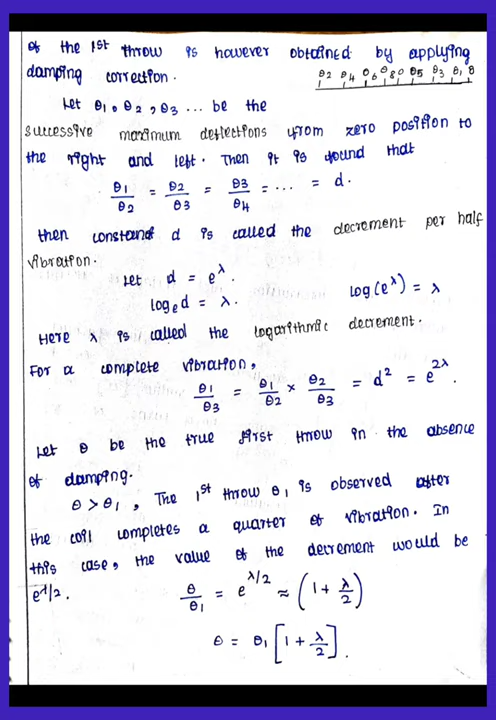 of the 1st throw is however obtained by applying
damping correction.
θ2 θ4 θ6 θ8 0 θ5 θ3 θ1 θ
Let θ1, θ2, θ3 ... be the
successive maximum deflections from zero position to
the right and left. Then it is found that
θ1/θ2 = θ2/θ3 = θ3/θ4 = ... = d.
then constand d is called the decrement per half
vibration.
Let d = e^λ.
log_e d = λ. log(e^λ) = λ
Here λ is called the logarithmic decrement.
For a complete vibration,
θ1/θ3 = θ1/θ2 × θ2/θ3 = d² = e^2λ.
Let θ be the true first throw in the absence
of damping.
θ > θ1, The 1st throw θ1 is observed after
the coil completes a quarter of vibration. In
this case, the value of the decrement would be
e^λ/2.
θ/θ1 = e^λ/2 ≈ (1 + λ/2)
θ = θ1 [1 + λ/2].